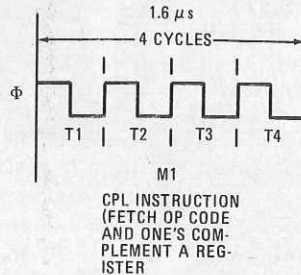 1.6 μs
4 CYCLES
Φ
T1 T2 T3 T4
M1
CPL INSTRUCTION
(FETCH OP CODE
AND ONE'S COM-
PLEMENT A REG-
ISTER